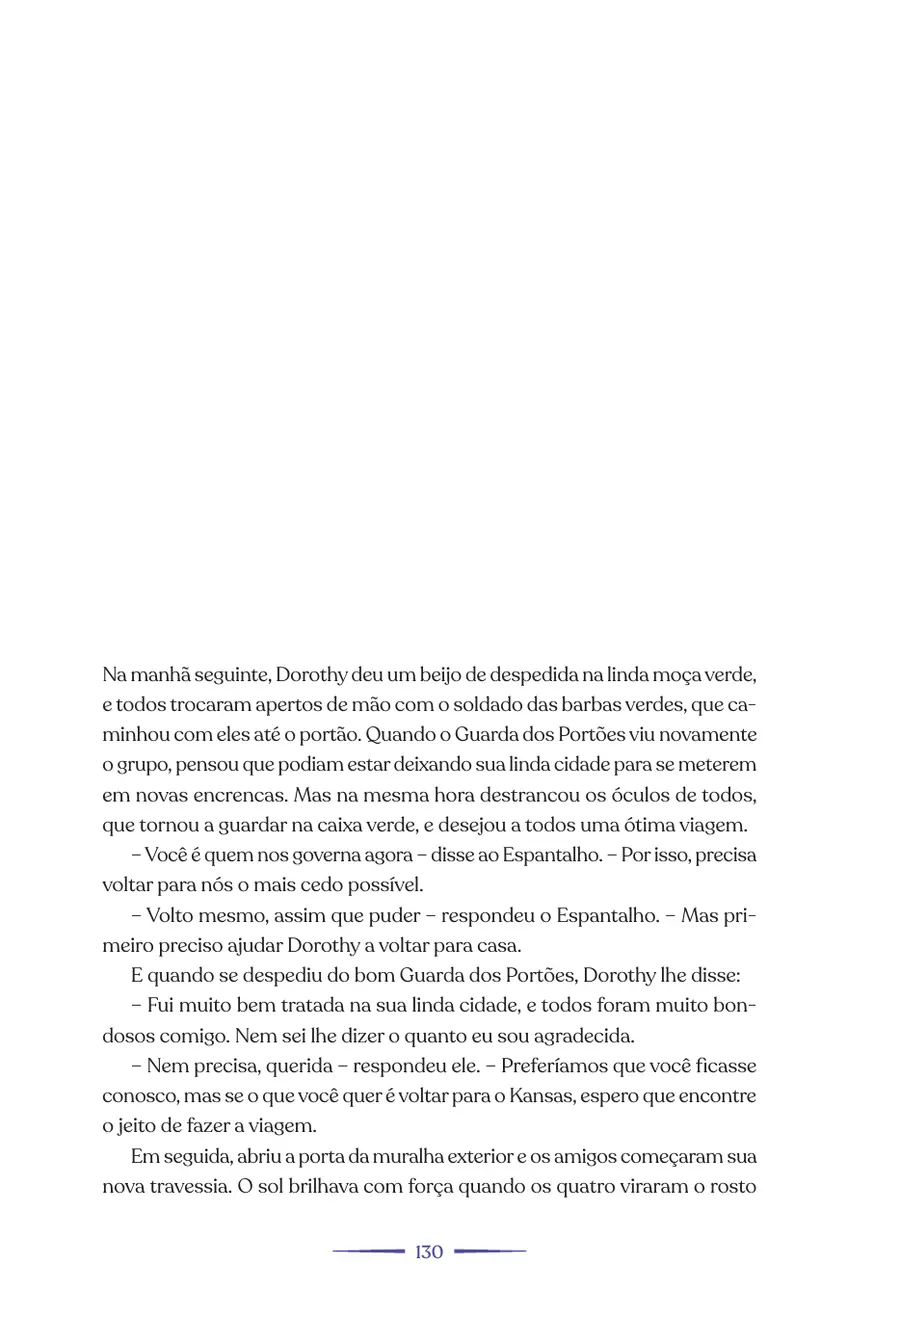 Na manhã seguinte, Dorothy deu um beijo de despedida na linda moça verde,
e todos trocaram apertos de mão com o soldado das barbas verdes, que ca-
minhou com eles até o portão. Quando o Guarda dos Portões viu novamente
o grupo, pensou que podiam estar deixando sua linda cidade para se meterem
em novas encrencas. Mas na mesma hora destrancou os óculos de todos,
que tornou a guardar na caixa verde, e desejou a todos uma ótima viagem.
– Você é quem nos governa agora – disse ao Espantalho. – Por isso, precisa
voltar para nós o mais cedo possível.
– Volto mesmo, assim que puder – respondeu o Espantalho. – Mas pri-
meiro preciso ajudar Dorothy a voltar para casa.
E quando se despediu do bom Guarda dos Portões, Dorothy lhe disse:
– Fui muito bem tratada na sua linda cidade, e todos foram muito bon-
dosos comigo. Nem sei lhe dizer o quanto eu sou agradecida.
– Nem precisa, querida – respondeu ele. – Preferíamos que você ficasse
conosco, mas se o que você quer é voltar para o Kansas, espero que encontre
o jeito de fazer a viagem.
Em seguida, abriu a porta da muralha exterior e os amigos começaram sua
nova travessia. O sol brilhava com força quando os quatro viraram o rosto
130